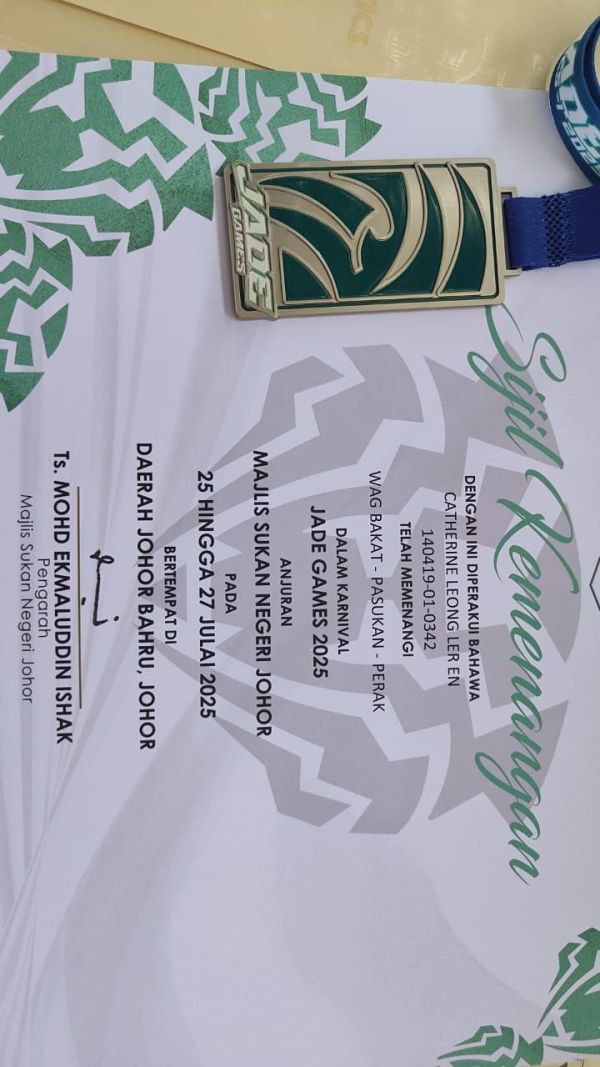 Sijil Kemenangan
DENGAN INI DIPERAKUI BAHAWA
CATHERINE LEONG LER EN
140419-01-0342
TELAH MEMENANGI
WAG BAKAT - PASUKAN - PERAK
DALAM KARNIVAL
JADE GAMES 2025
ANJURAN
MAJLIS SUKAN NEGERI JOHOR
PADA
25 HINGGA 27 JULAI 2025
BERTEMPAT DI
DAERAH JOHOR BAHRU, JOHOR
Ts. MOHD EKMALUDDIN ISHAK
Pengarah
Majlis Sukan Negeri Johor
JADE
GAMES